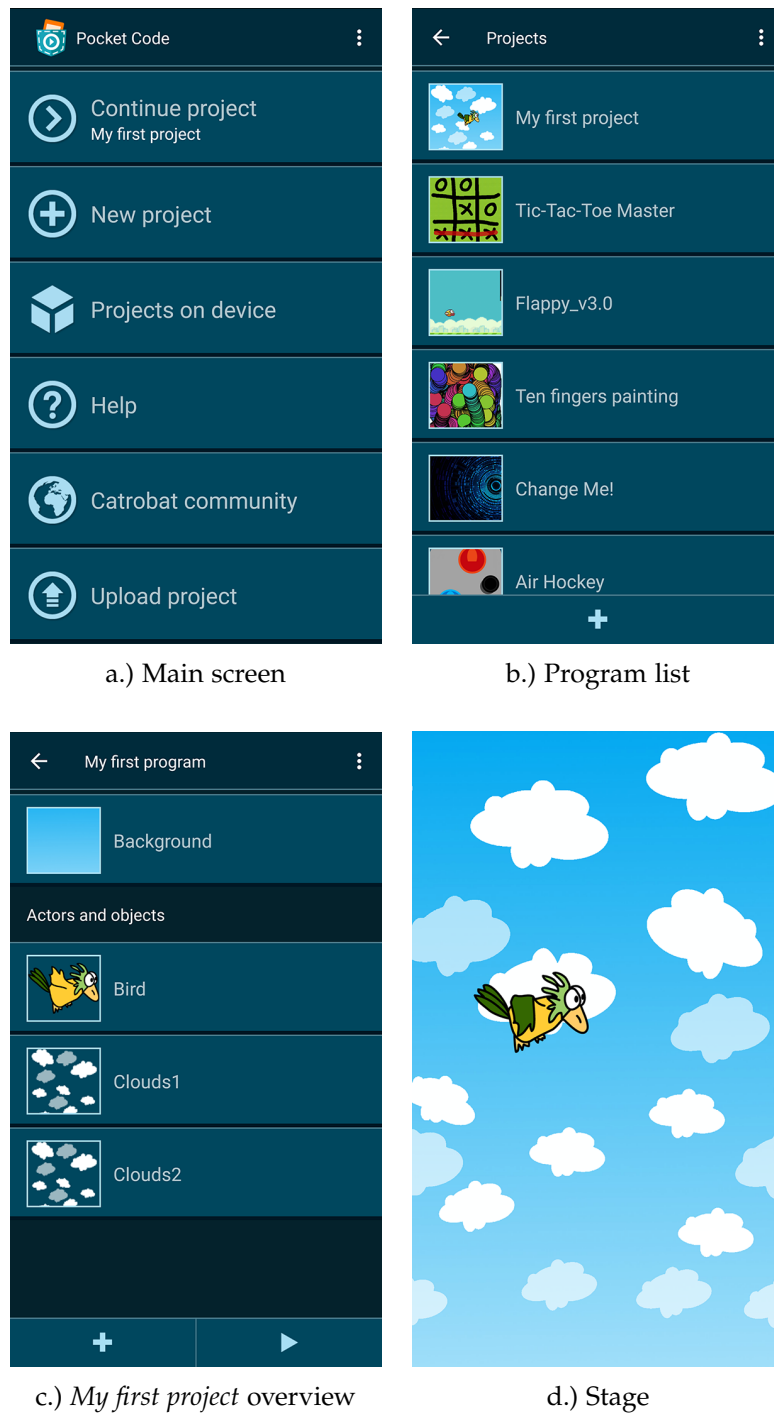 Pocket Code
Continue project
My first project
New project
Projects on device
Help
Catrobat community
Upload project
a.) Main screen
Projects
My first project
Tic-Tac-Toe Master
Flappy_v3.0
Ten fingers painting
Change Me!
Air Hockey
b.) Program list
My first program
Background
Actors and objects
Bird
Clouds1
Clouds2
c.) My first project overview
d.) Stage